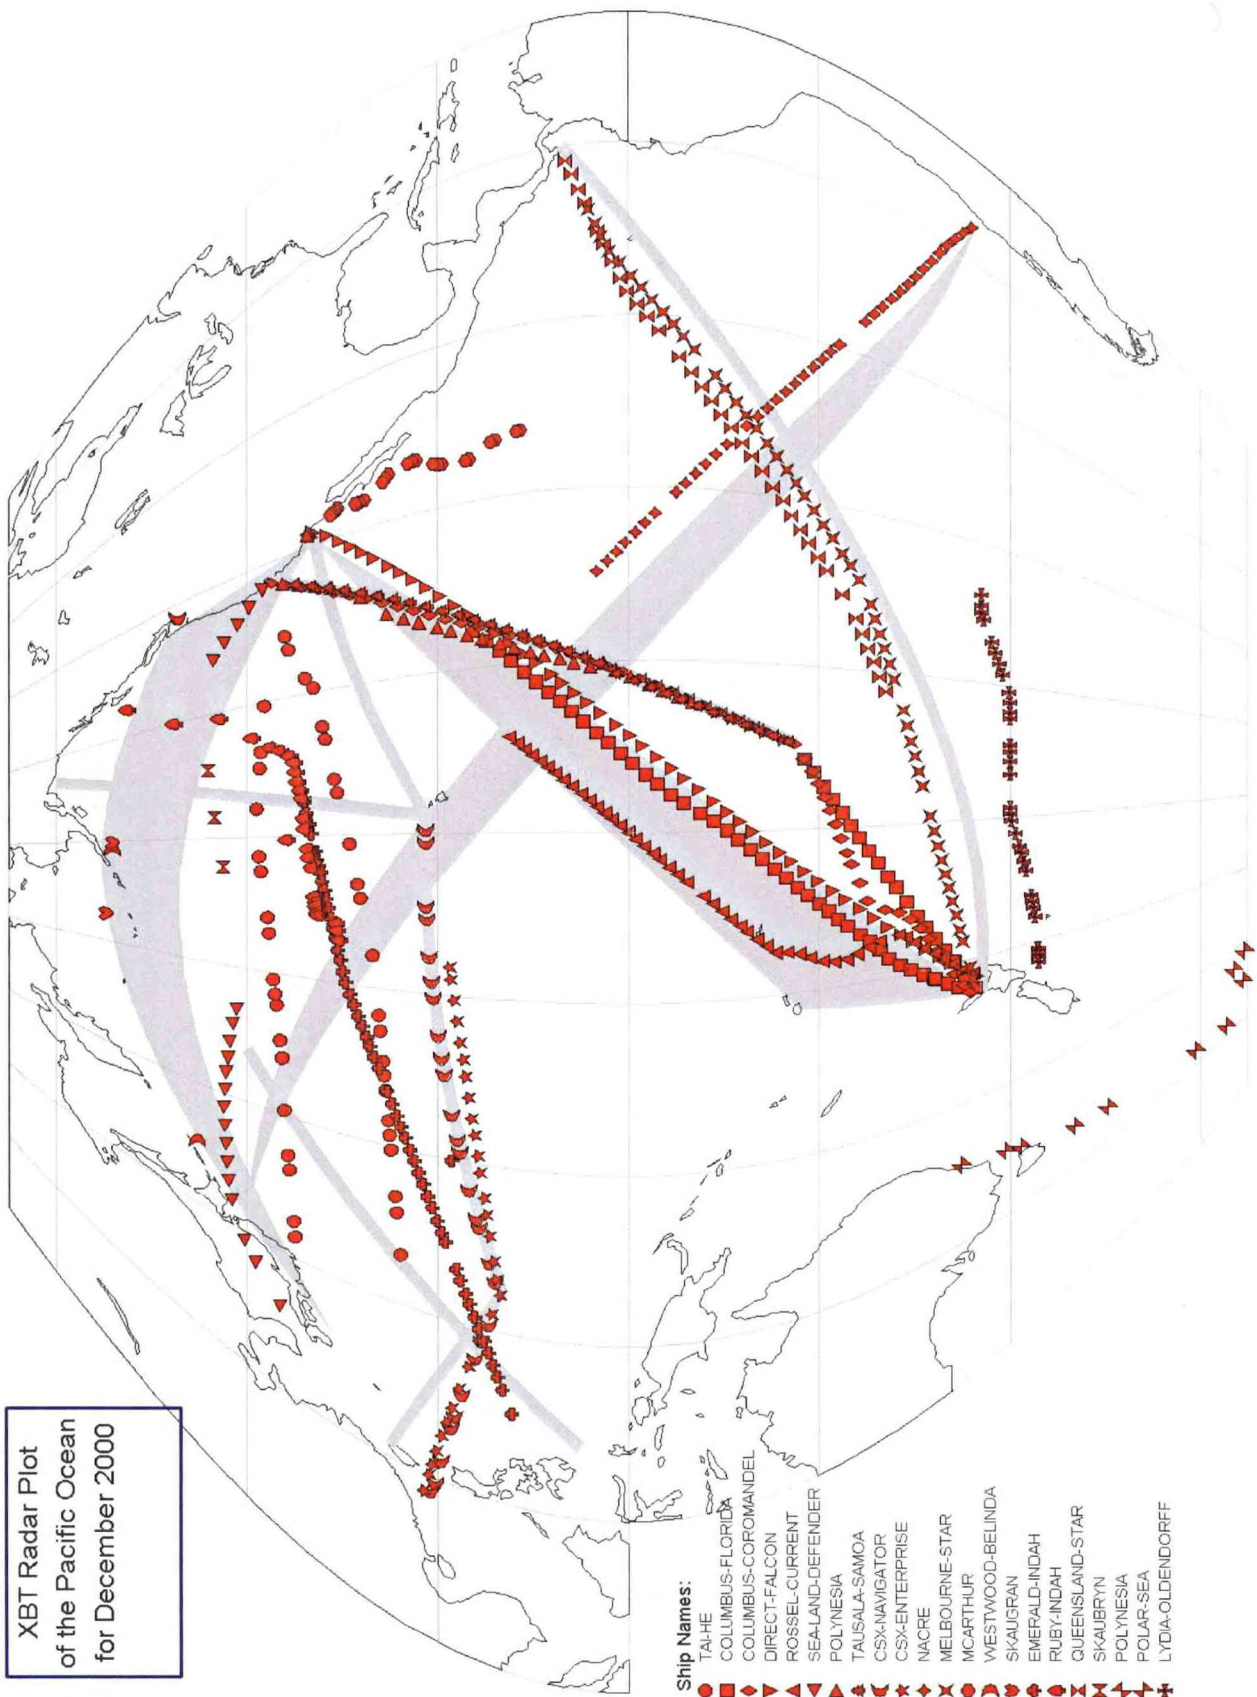 XBT Radar Plot
of the Pacific Ocean
for December 2000
Ship Names:
TAI-HE
COLUMBUS-FLORIDA
COLUMBUS-COROMANDEL
DIRECT-FALCON
ROSSEL-CURRENT
SEA-LAND-DEFENDER
POLYNESIA
TAUSALA-SAMOA
CSX-NAVIGATOR
CSX-ENTERPRISE
NACRE
MELBOURNE-STAR
MCARTHUR
WESTWOOD-BELINDA
SKAUGRAN
EMERALD-INDAH
RUBY-INDAH
QUEENSLAND-STAR
SKAUBRYN
POLYNESIA
POLAR-SEA
LYDIA-OLDENDORFF